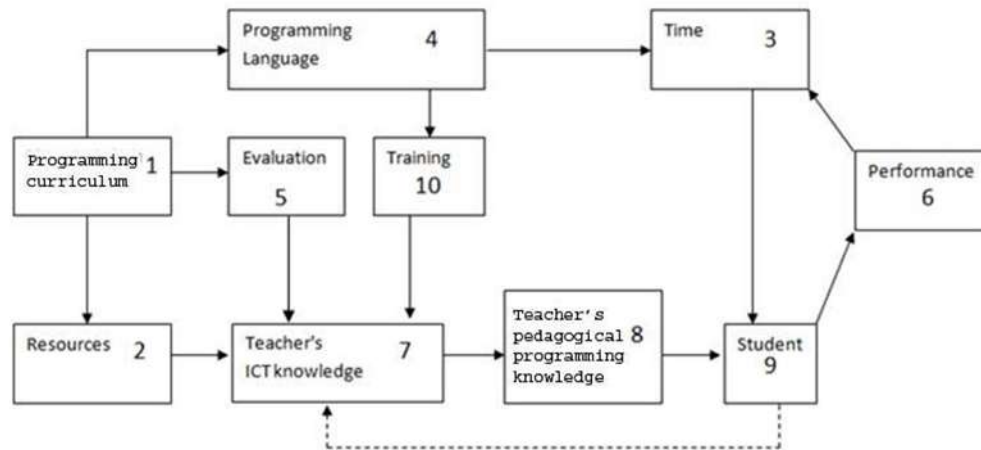 Programming
Language
4
Time
3
Programming
curriculum
1
Evaluation
5
Training
10
Performance
6
Resources
2
Teacher's
ICT knowledge
7
Teacher's
pedagogical
programming
knowledge
8
Student
9